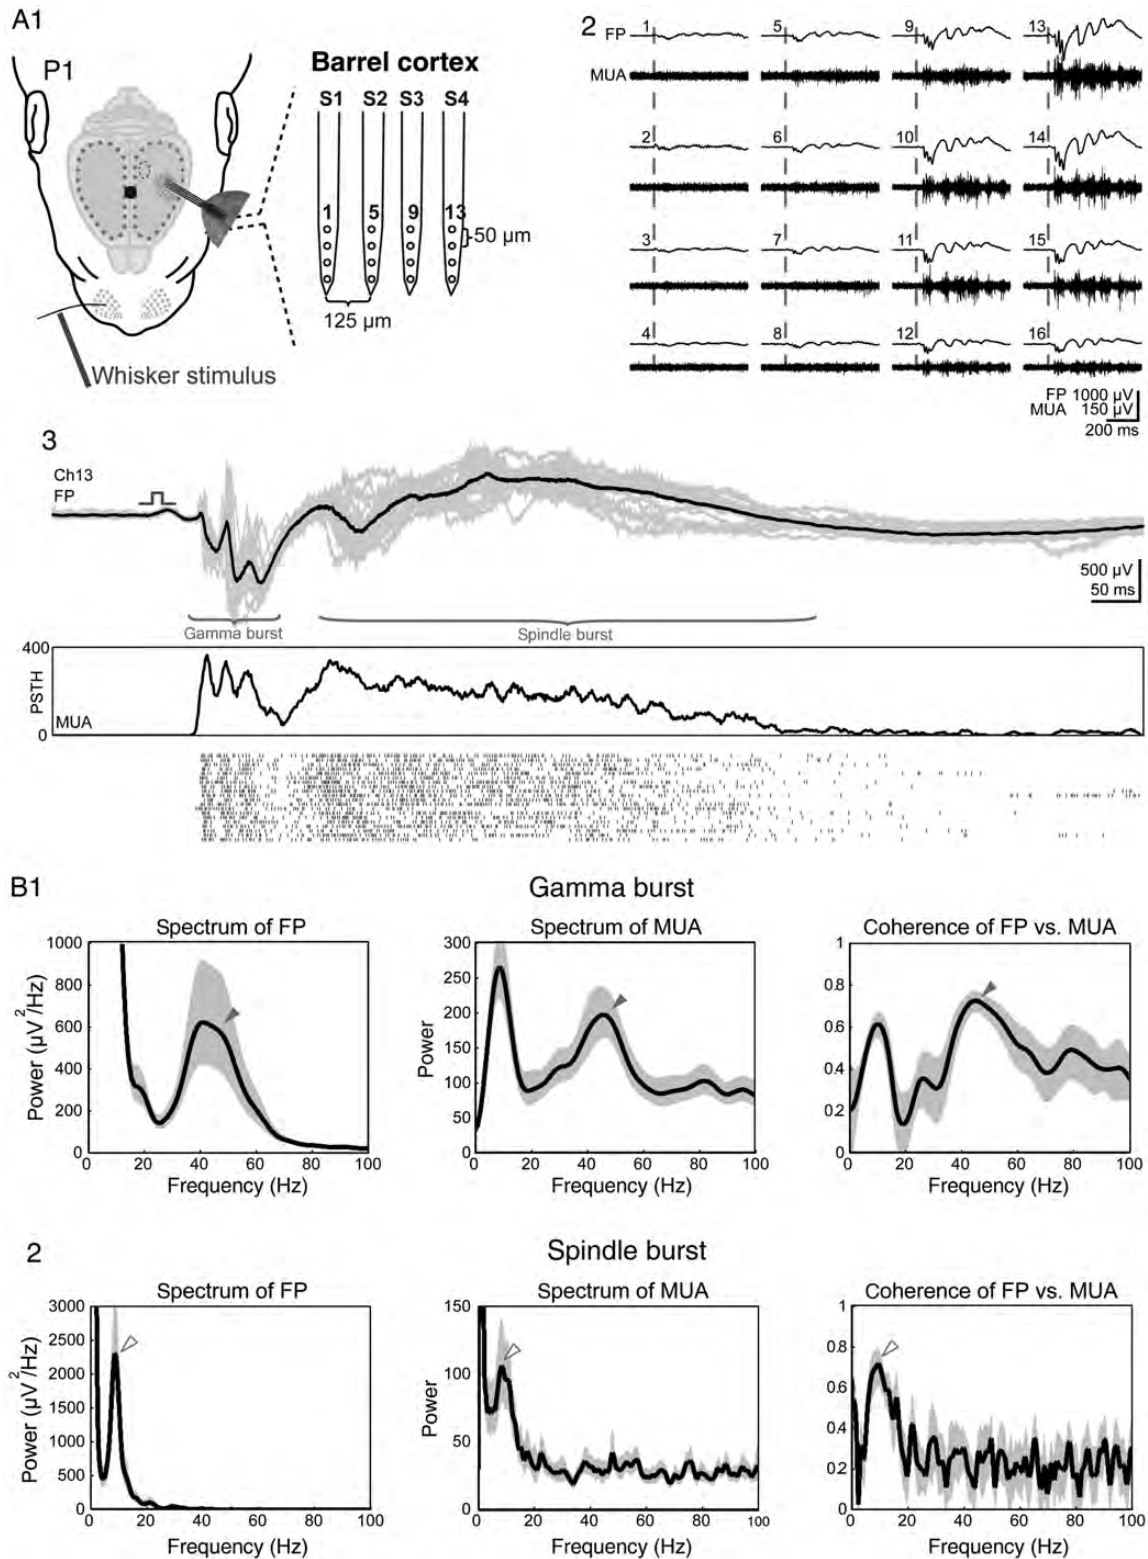 A1
P1
Barrel cortex
S1 S2 S3 S4
1 5 9 13
50 µm
125 µm
Whisker stimulus
2
FP
MUA
1 5 9 13
2 6 10 14
3 7 11 15
4 8 12 16
FP 1000 µV
MUA 150 µV
200 ms
3
Ch13
FP
500 µV
50 ms
Gamma burst
Spindle burst
400
PSTH
MUA
0
B1
Gamma burst
Spectrum of FP
Power (µV²/Hz)
1000
800
600
400
200
0
0 20 40 60 80 100
Frequency (Hz)
Spectrum of MUA
Power
300
250
200
150
100
50
0
0 20 40 60 80 100
Frequency (Hz)
Coherence of FP vs. MUA
1
0.8
0.6
0.4
0.2
1
0 20 40 60 80 100
Frequency (Hz)
2
Spindle burst
Spectrum of FP
Power (µV²/Hz)
3000
2500
2000
1500
1000
500
0
0 20 40 60 80 100
Frequency (Hz)
Spectrum of MUA
Power
150
100
50
0
0 20 40 60 80 100
Frequency (Hz)
Coherence of FP vs. MUA
1
0.8
0.6
0.4
0.2
0
0 20 40 60 80 100
Frequency (Hz)